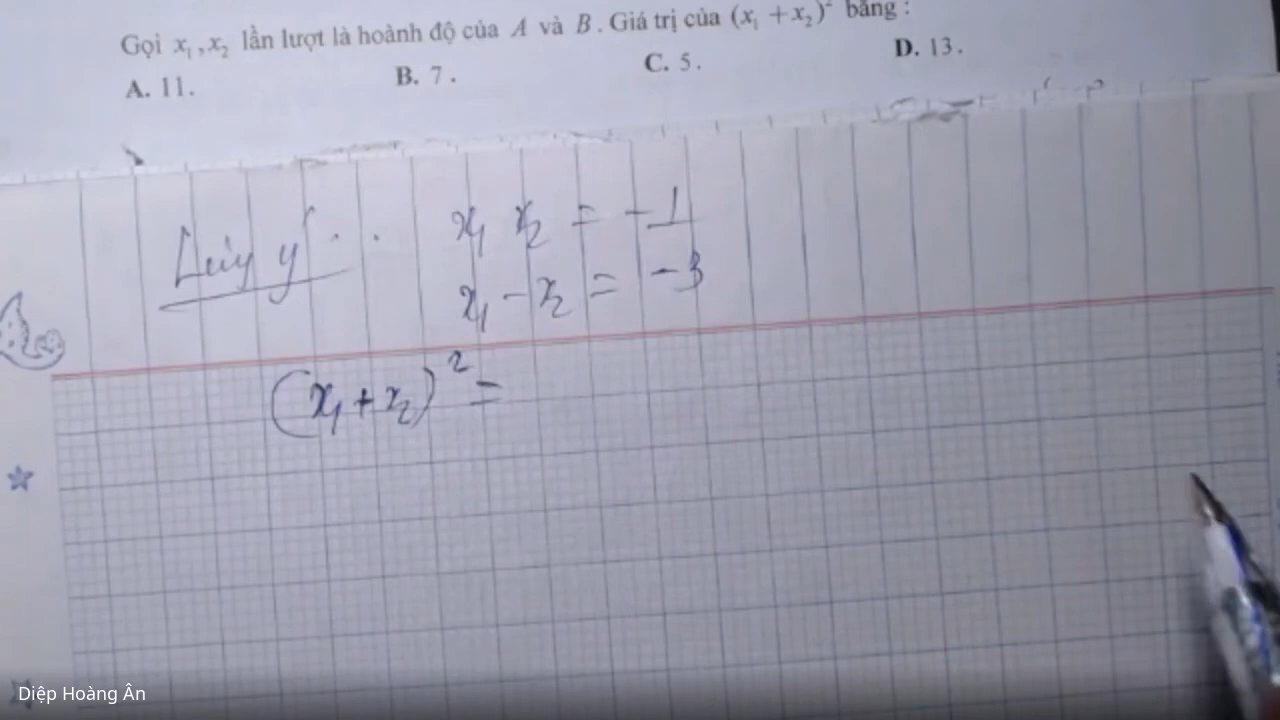 Gọi x₁, x₂ lần lượt là hoành độ của A và B. Giá trị của (x₁ + x₂)² bằng :
A. 11. B. 7. C. 5. D. 13.
x₁ x₂ = -1
x₁ - x₂ = -3
(x₁ + x₂)² =
Diệp Hoàng Ân